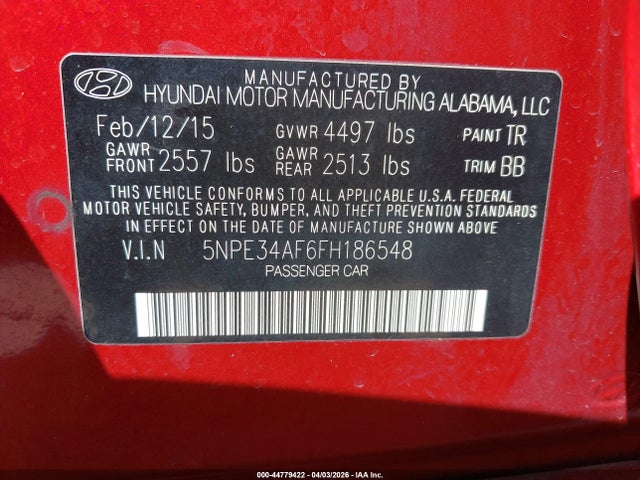 MANUFACTURED BY
HYUNDAI MOTOR MANUFACTURING ALABAMA, LLC
Feb/12/15 GVWR 4497 lbs PAINT TR
GAWR FRONT 2557 lbs GAWR REAR 2513 lbs TRIM BB
THIS VEHICLE CONFORMS TO ALL APPLICABLE U.S.A. FEDERAL
MOTOR VEHICLE SAFETY, BUMPER, AND THEFT PREVENTION
STANDARDS IN EFFECT ON THE DATE OF MANUFACTURE SHOWN
ABOVE.
V.I.N 5NPE34AF6FH186548
PASSENGER CAR
000-44779422 - 04/03/2026 - IAA Inc.